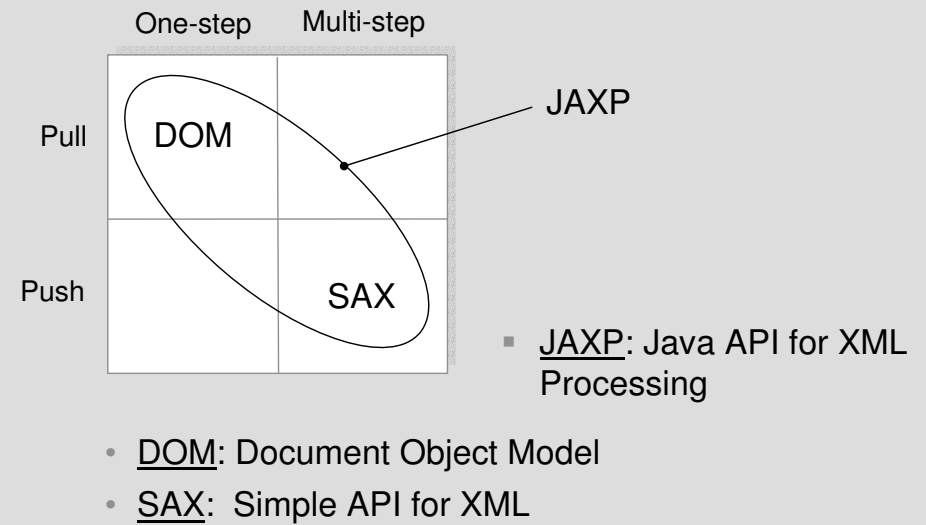 One-step Multi-step
JAXP
Pull DOM
Push SAX
▪ JAXP: Java API for XML
Processing
• DOM: Document Object Model
• SAX: Simple API for XML